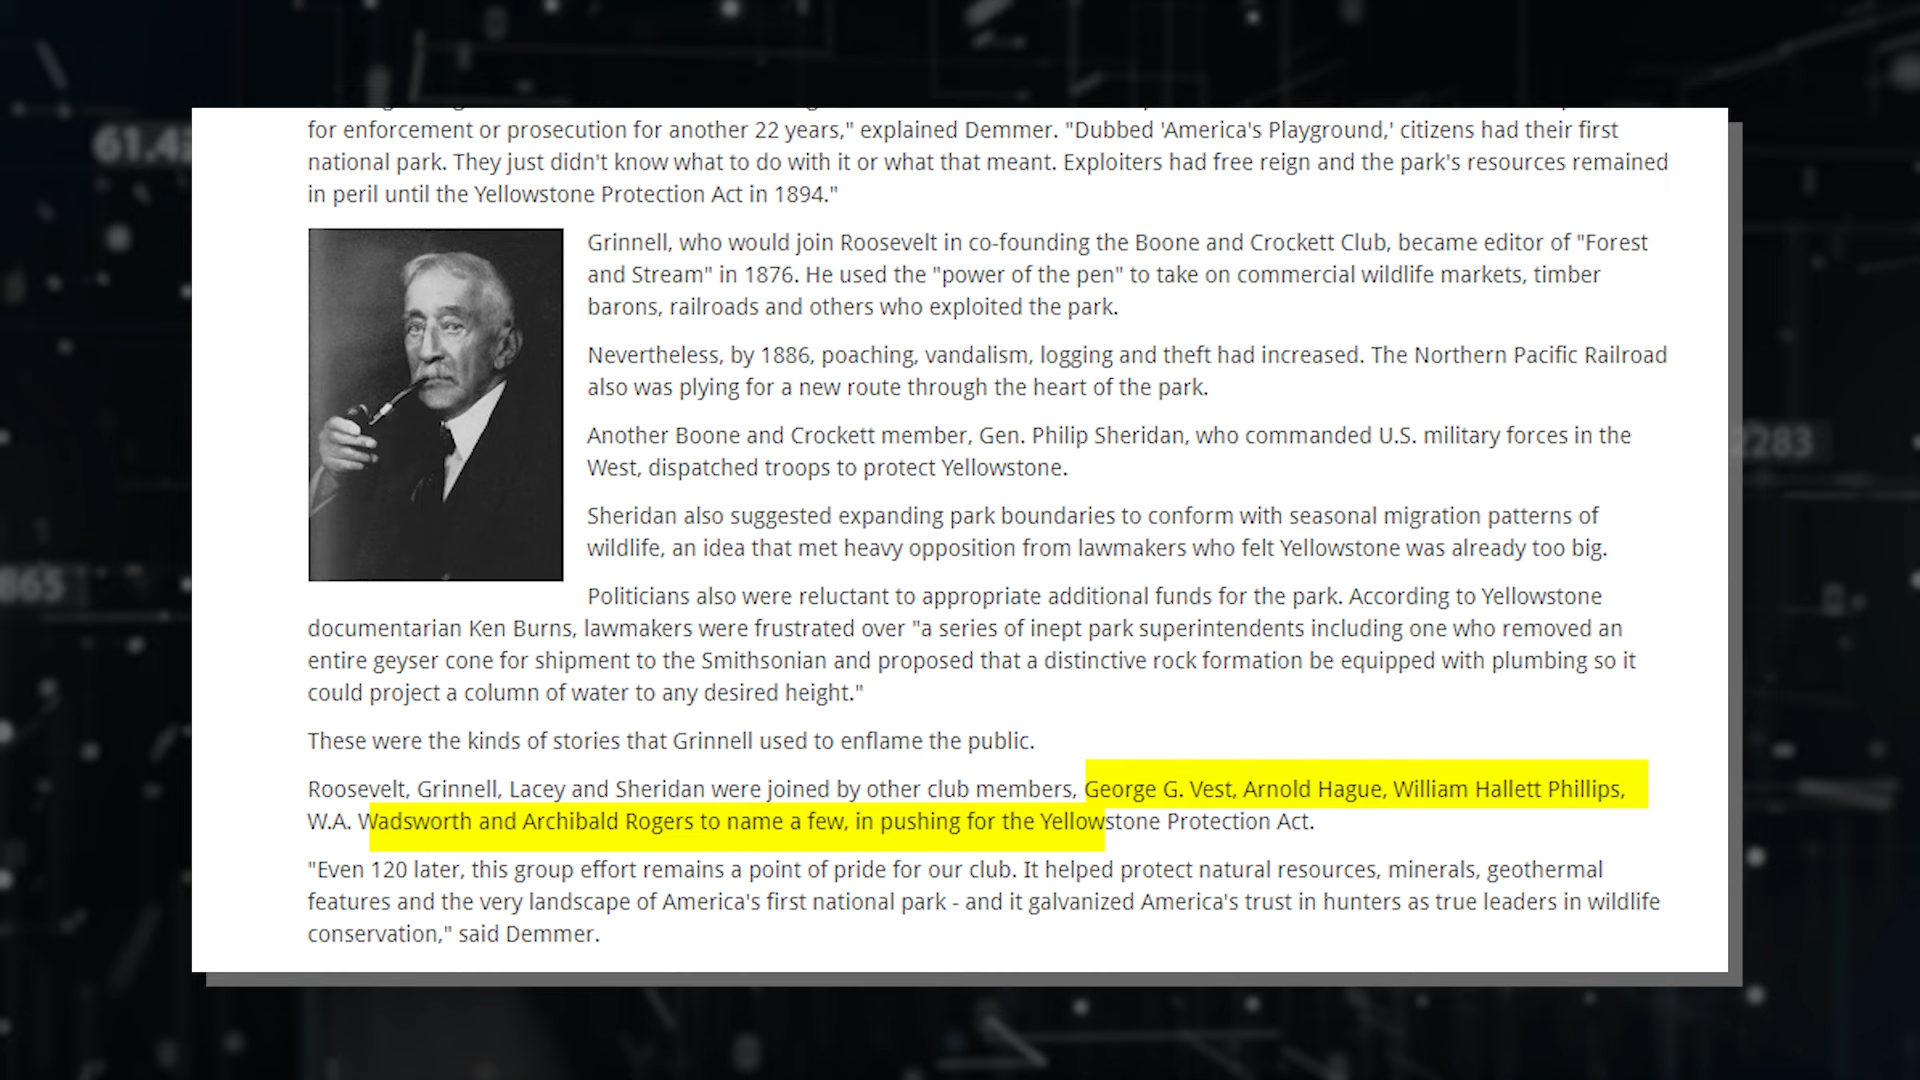 61.42
for enforcement or prosecution for another 22 years," explained Demmer. "Dubbed 'America's Playground,' citizens had their first
national park. They just didn't know what to do with it or what that meant. Exploiters had free reign and the park's resources remained
in peril until the Yellowstone Protection Act in 1894."
Grinnell, who would join Roosevelt in co-founding the Boone and Crockett Club, became editor of "Forest
and Stream" in 1876. He used the "power of the pen" to take on commercial wildlife markets, timber
barons, railroads and others who exploited the park.
Nevertheless, by 1886, poaching, vandalism, logging and theft had increased. The Northern Pacific Railroad
also was plying for a new route through the heart of the park.
Another Boone and Crockett member, Gen. Philip Sheridan, who commanded U.S. military forces in the
West, dispatched troops to protect Yellowstone.
2283
Sheridan also suggested expanding park boundaries to conform with seasonal migration patterns of
wildlife, an idea that met heavy opposition from lawmakers who felt Yellowstone was already too big.
865
Politicians also were reluctant to appropriate additional funds for the park. According to Yellowstone
documentarian Ken Burns, lawmakers were frustrated over "a series of inept park superintendents including one who removed an
entire geyser cone for shipment to the Smithsonian and proposed that a distinctive rock formation be equipped with plumbing so it
could project a column of water to any desired height."
These were the kinds of stories that Grinnell used to enflame the public.
Roosevelt, Grinnell, Lacey and Sheridan were joined by other club members, George G. Vest, Arnold Hague, William Hallett Phillips,
W.A. Wadsworth and Archibald Rogers to name a few, in pushing for the Yellowstone Protection Act.
"Even 120 later, this group effort remains a point of pride for our club. It helped protect natural resources, minerals, geothermal
features and the very landscape of America's first national park - and it galvanized America's trust in hunters as true leaders in wildlife
conservation," said Demmer.